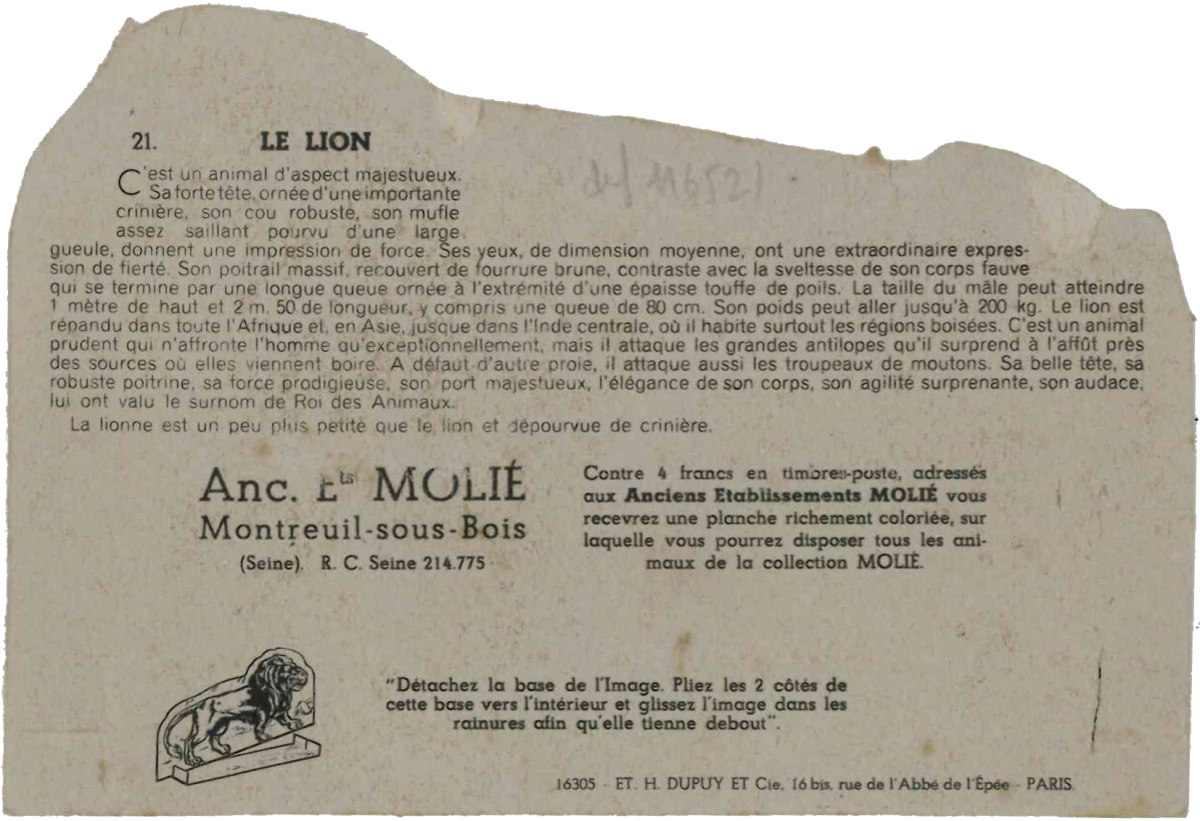 21. LE LION
C'est un animal d'aspect majestueux.
Sa forte tête, ornée d'une importante
crinière, son cou robuste, son mufle
assez saillant pourvu d'une large
gueule, donnent une impression de force. Ses yeux, de dimension moyenne, ont une extraordinaire expres-
sion de fierté. Son poitrail massif, recouvert de fourrure brune, contraste avec la sveltesse de son corps fauve
qui se termine par une longue queue ornée à l'extrémité d'une épaisse touffe de poils. La taille du mâle peut atteindre
1 mètre de haut et 2 m. 50 de longueur, y compris une queue de 80 cm. Son poids peut aller jusqu'à 200 kg. Le lion est
répandu dans toute l'Afrique et, en Asie, jusque dans l'Inde centrale, où il habite surtout les régions boisées. C'est un animal
prudent qui n'affronte l'homme qu'exceptionnellement, mais il attaque les grandes antilopes qu'il surprend à l'affût près
des sources où elles viennent boire. A défaut d'autre proie, il attaque aussi les troupeaux de moutons. Sa belle tête, sa
robuste poitrine, sa force prodigieuse, son port majestueux, l'élégance de son corps, son agilité surprenante, son audace,
lui ont valu le surnom de Roi des Animaux.
La lionne est un peu plus petite que le lion et dépourvue de crinière.
Anc. Ets MOLIÉ
Montreuil-sous-Bois
(Seine). R. C. Seine 214.775
Contre 4 francs en timbres-poste, adressés
aux Anciens Etablissements MOLIÉ vous
recevrez une planche richement coloriée, sur
laquelle vous pourrez disposer tous les ani-
maux de la collection MOLIÉ.
"Détachez la base de l'Image. Pliez les 2 côtés de
cette base vers l'intérieur et glissez l'image dans les
rainures afin qu'elle tienne debout".
16305 - ET. H. DUPUY ET Cie, 16 bis, rue de l'Abbé de l'Épée - PARIS.